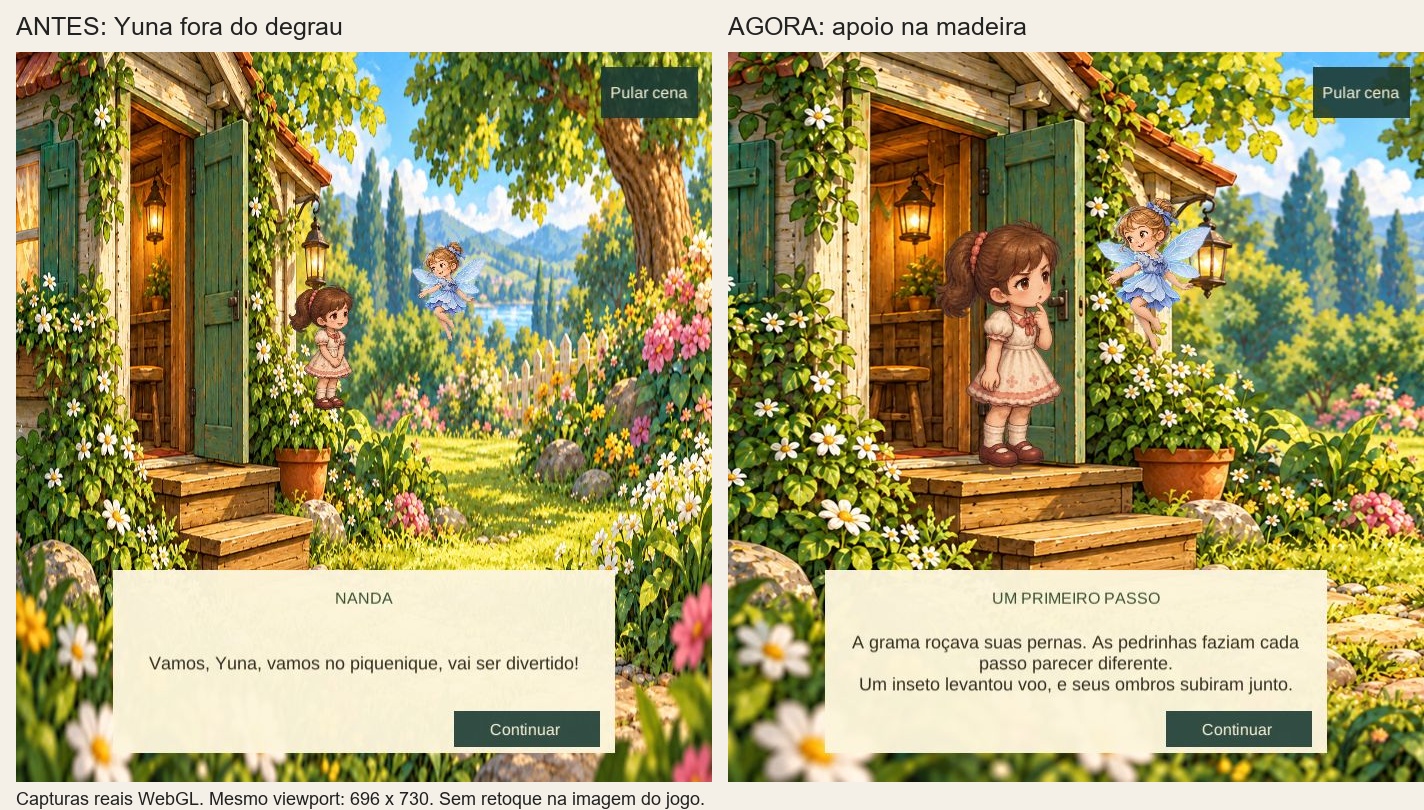 ANTES: Yuna fora do degrau
AGORA: apoio na madeira
Pular cena
Pular cena
NANDA
Vamos, Yuna, vamos no piquenique, vai ser divertido!
Continuar
UM PRIMEIRO PASSO
A grama roçava suas pernas. As pedrinhas faziam cada
passo parecer diferente.
Um inseto levantou voo, e seus ombros subiram junto.
Continuar
Capturas reais WebGL. Mesmo viewport: 696 x 730. Sem retoque na imagem do jogo.